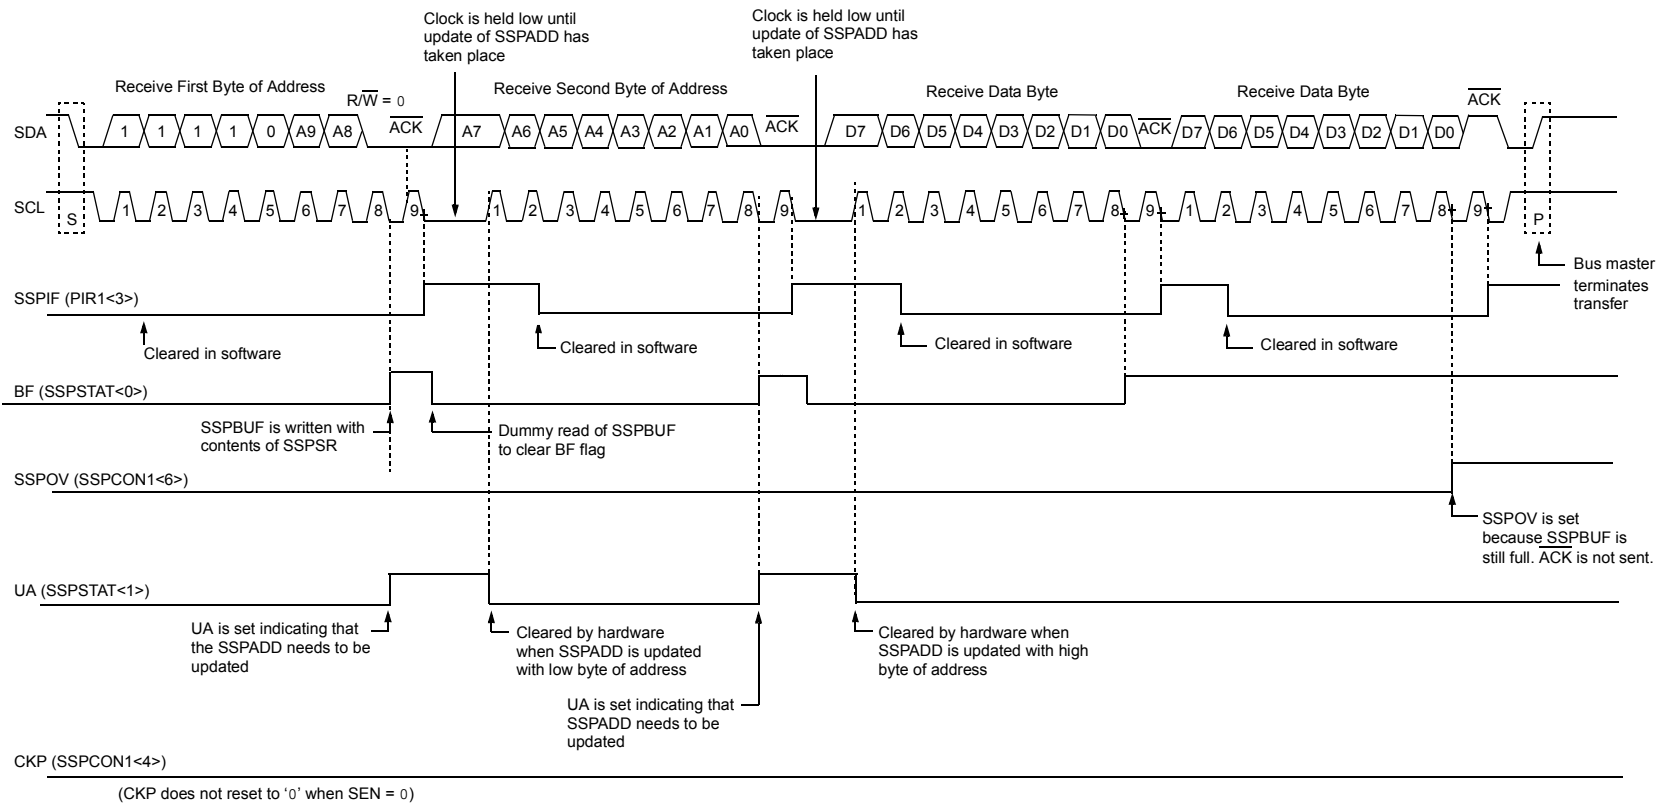 Clock is held low until
update of SSPADD has
taken place
Clock is held low until
update of SSPADD has
taken place
Receive First Byte of Address
R/W̅ = 0
A̅C̅K̅
Receive Second Byte of Address
A̅C̅K̅
Receive Data Byte
A̅C̅K̅
Receive Data Byte
A̅C̅K̅
SDA
1 1 1 1 0 A9 A8
A7 A6 A5 A4 A3 A2 A1 A0
D7 D6 D5 D4 D3 D2 D1 D0
D7 D6 D5 D4 D3 D2 D1 D0
SCL
S
1 2 3 4 5 6 7 8 9
1 2 3 4 5 6 7 8 9
1 2 3 4 5 6 7 8 9
1 2 3 4 5 6 7 8 9
P
Bus master
terminates
transfer
SSPIF (PIR1<3>)
Cleared in software
Cleared in software
Cleared in software
Cleared in software
BF (SSPSTAT<0>)
SSPBUF is written with
contents of SSPSR
Dummy read of SSPBUF
to clear BF flag
SSPOV (SSPCON1<6>)
SSPOV is set
because SSPBUF is
still full. A̅C̅K̅ is not sent.
UA (SSPSTAT<1>)
UA is set indicating that
the SSPADD needs to be
updated
Cleared by hardware
when SSPADD is updated
with low byte of address
UA is set indicating that
SSPADD needs to be
updated
Cleared by hardware when
SSPADD is updated with high
byte of address
CKP (SSPCON1<4>)
(CKP does not reset to ‘0’ when SEN = 0)